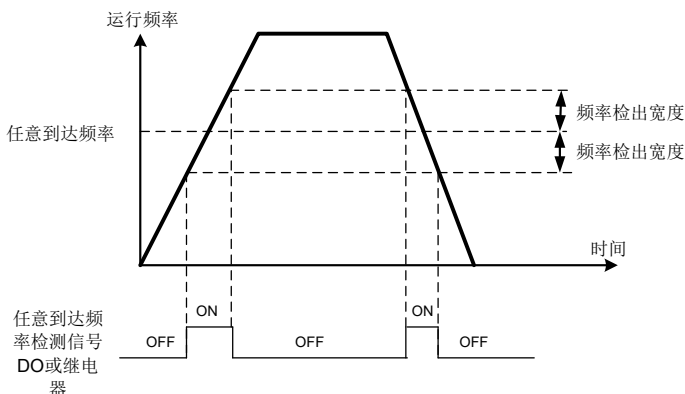 运行频率
任意到达频率
频率检出宽度
频率检出宽度
时间
任意到达频
率检测信号
DO或继电
器
OFF
ON
OFF
ON
OFF